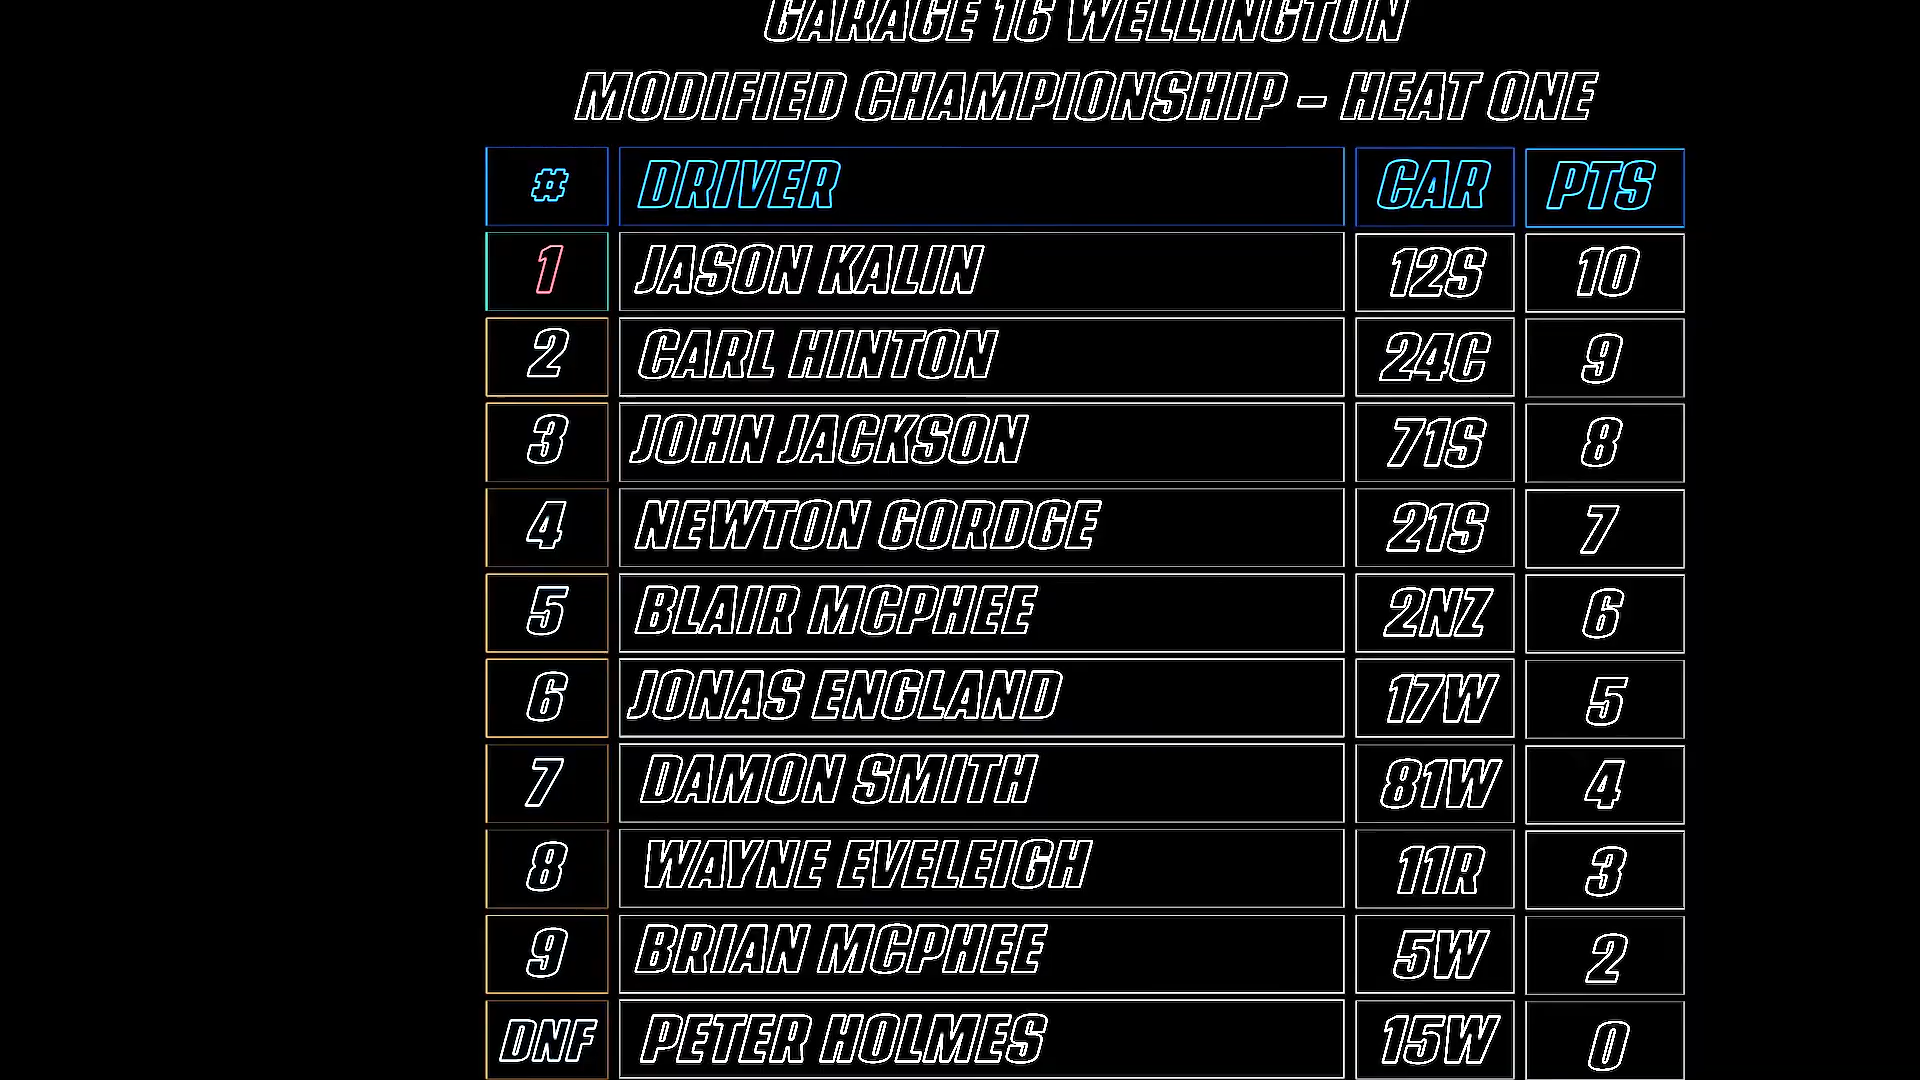 GARAGE 16 WELLINGTON
MODIFIED CHAMPIONSHIP - HEAT ONE
# DRIVER CAR PTS
1 JASON KALIN 12S 10
2 CARL HINTON 24C 9
3 JOHN JACKSON 71S 8
4 NEWTON GORDGE 21S 7
5 BLAIR MCPHEE 2NZ 6
6 JONAS ENGLAND 17W 5
7 DAMON SMITH 81W 4
8 WAYNE EVELEIGH 11R 3
9 BRIAN MCPHEE 5W 2
DNF PETER HOLMES 15W 0